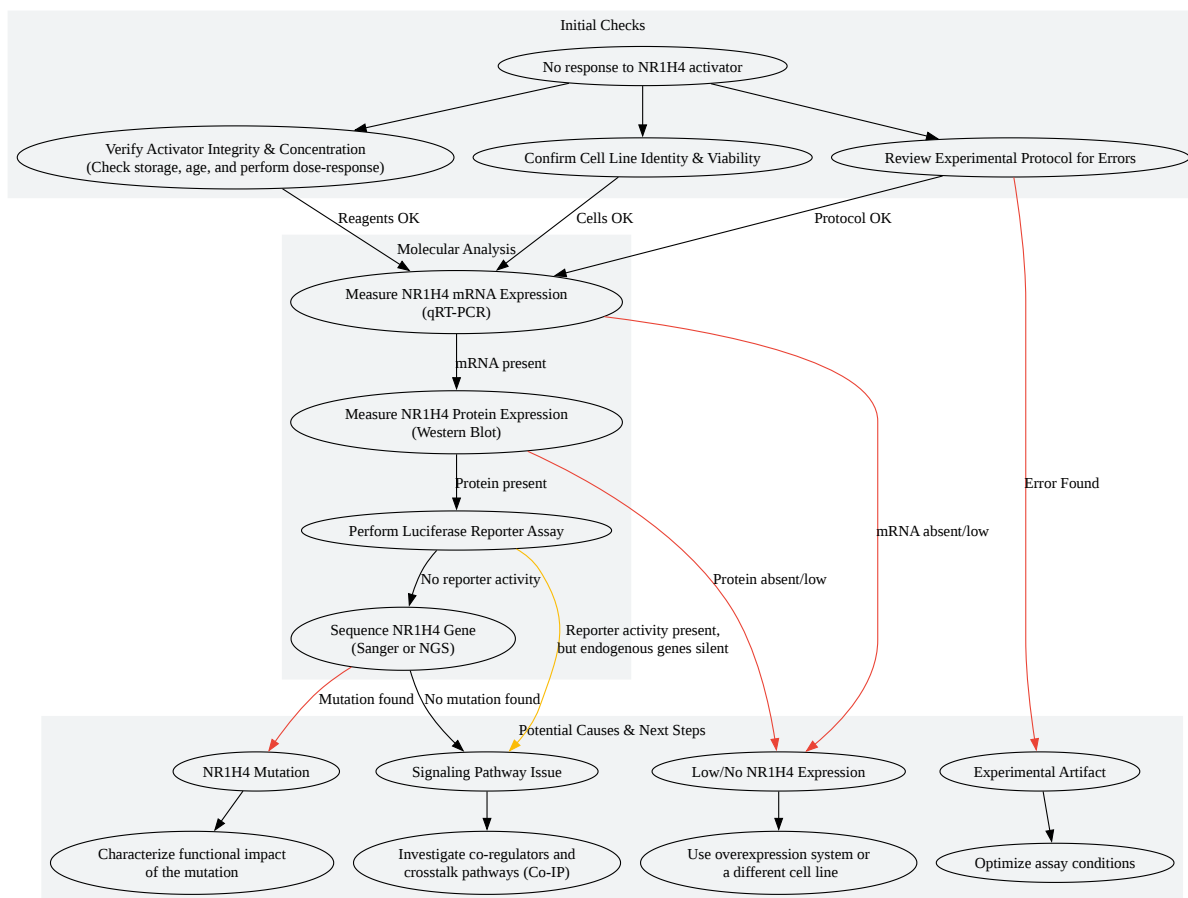 Initial Checks
No response to NR1H4 activator
Verify Activator Integrity & Concentration
(Check storage, age, and perform dose-response)
Confirm Cell Line Identity & Viability
Review Experimental Protocol for Errors
Reagents OK
Cells OK
Protocol OK
Molecular Analysis
Measure NR1H4 mRNA Expression
(qRT-PCR)
mRNA present
Measure NR1H4 Protein Expression
(Western Blot)
Protein present
Error Found
Perform Luciferase Reporter Assay
mRNA absent/low
No reporter activity
Protein absent/low
Sequence NR1H4 Gene
(Sanger or NGS)
Reporter activity present,
but endogenous genes silent
Mutation found
No mutation found
Potential Causes & Next Steps
NR1H4 Mutation
Signaling Pathway Issue
Low/No NR1H4 Expression
Experimental Artifact
Characterize functional impact
of the mutation
Investigate co-regulators and
crosstalk pathways (Co-IP)
Use overexpression system or
a different cell line
Optimize assay conditions